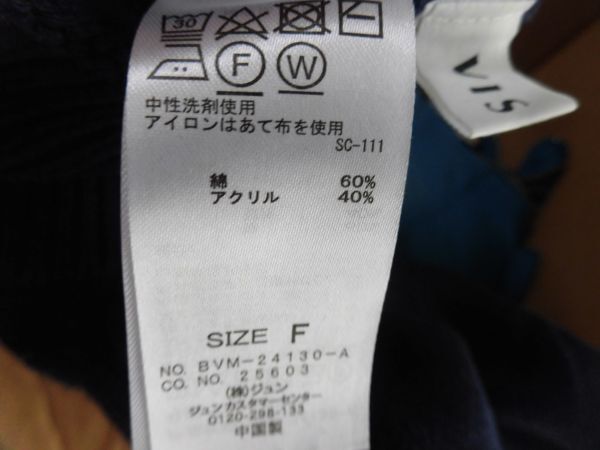 30
F W
中性洗剤使用
アイロンはあて布を使用
SC-111
綿 60%
アクリル 40%
SIZE F
NO. BVM-24130-A
CO. NO. 25603
(株)ジュン
ジュンカスタマーセンター
0120-298-133
中国製
VIS